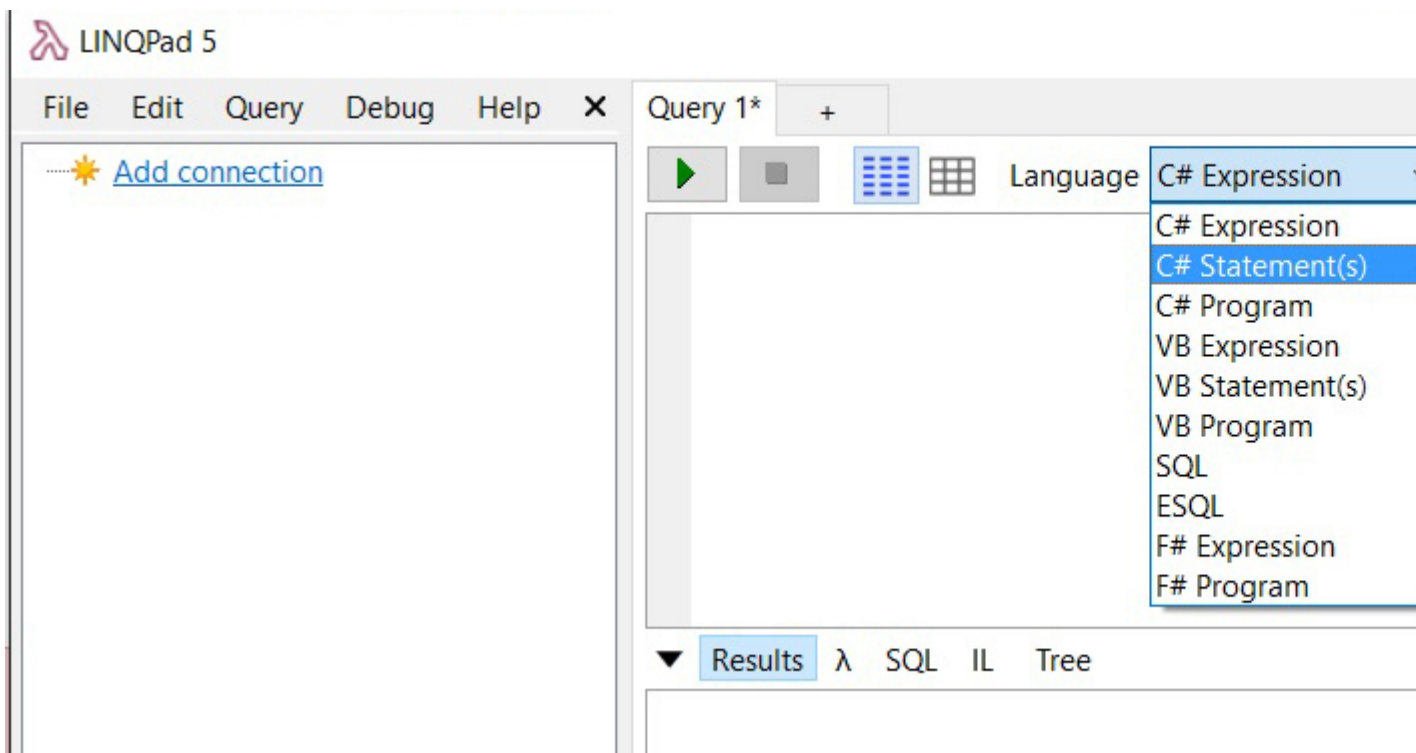 LINQPad 5
File Edit Query Debug Help X
Query 1* +
Add connection
Language C# Expression
C# Expression
C# Statement(s)
C# Program
VB Expression
VB Statement(s)
VB Program
SQL
ESQL
F# Expression
F# Program
Results λ SQL IL Tree